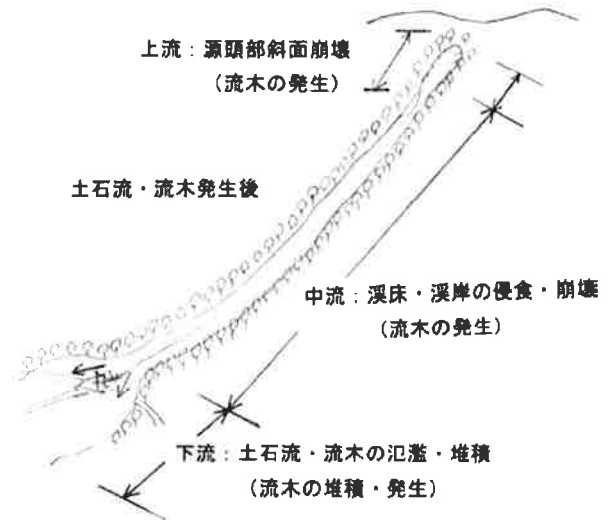 上流：源頭部斜面崩壊
(流木の発生)
土石流・流木発生後
中流：渓床・渓岸の侵食・崩壊
(流木の発生)
下流：土石流・流木の氾濫・堆積
(流木の堆積・発生)